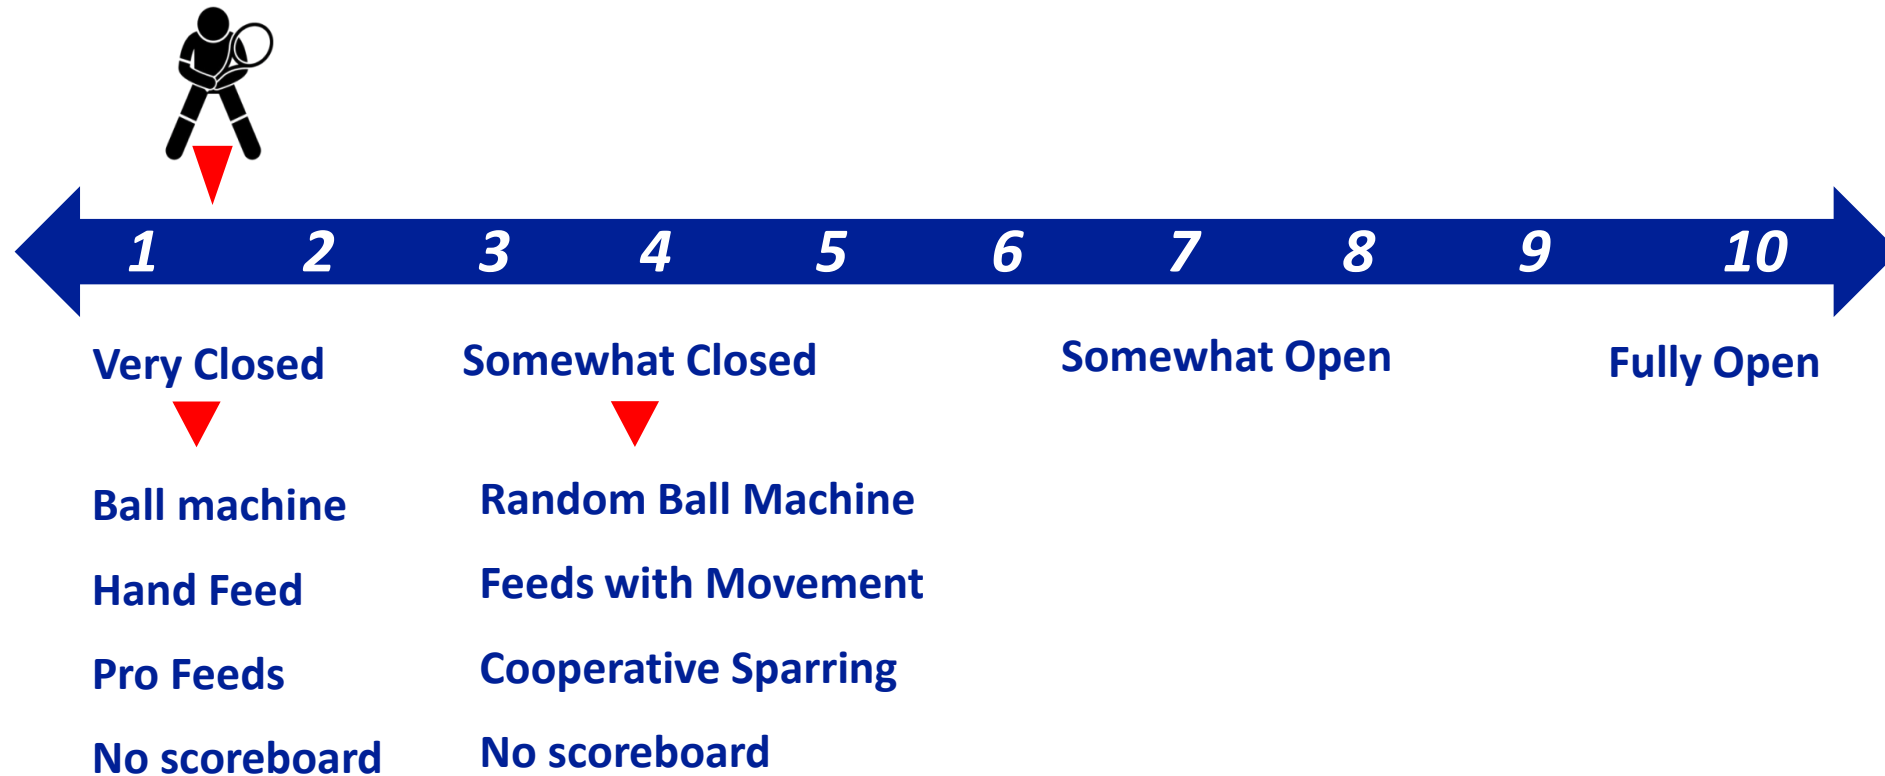 1 2 3 4 5 6 7 8 9 10
Very Closed
Somewhat Closed
Somewhat Open
Fully Open
Ball machine
Hand Feed
Pro Feeds
No scoreboard
Random Ball Machine
Feeds with Movement
Cooperative Sparring
No scoreboard